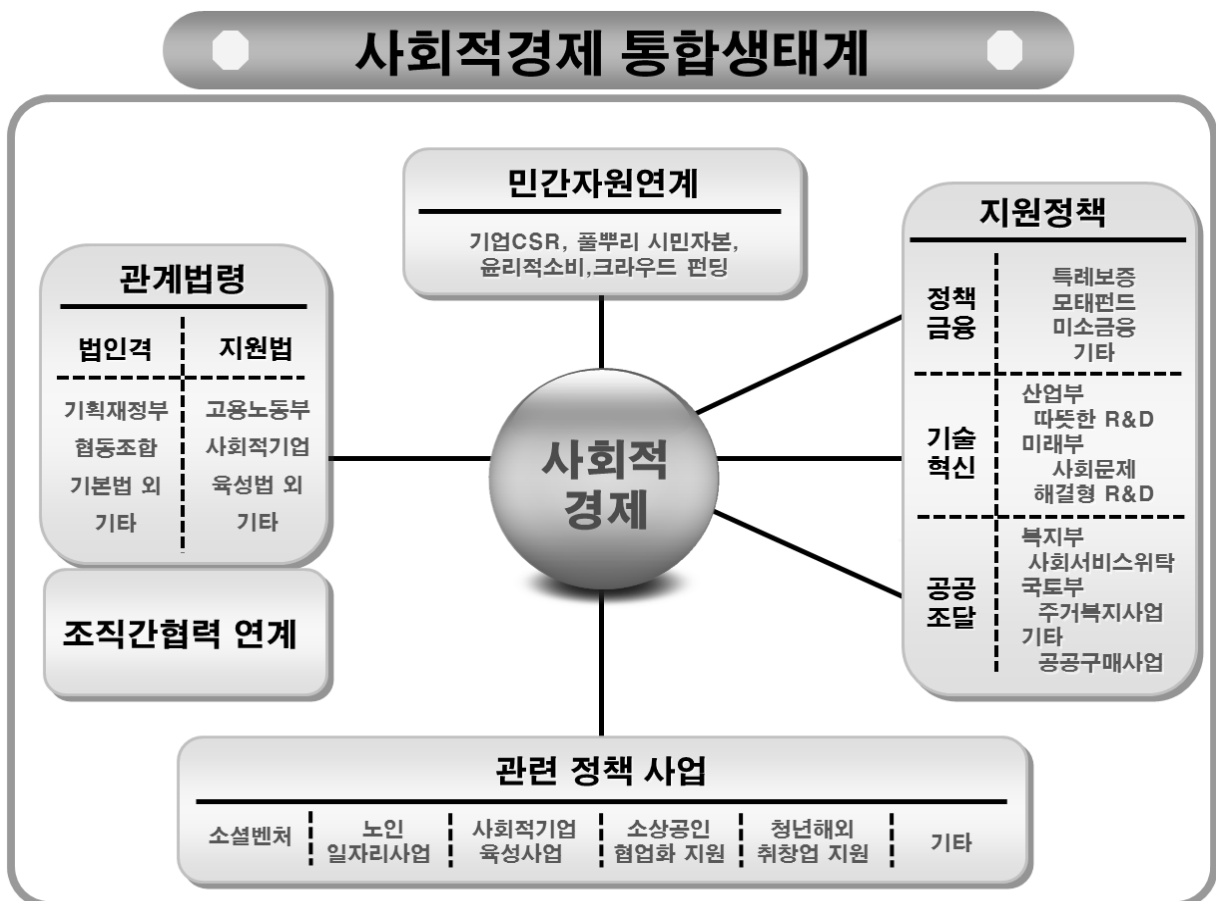 사회적경제 통합생태계
민간자원연계
기업CSR, 풀뿌리 시민자본,
윤리적소비,크라우드 펀딩
관계법령
법인격
지원법
기획재정부
협동조합
기본법 외
기타
고용노동부
사회적기업
육성법 외
기타
조직간협력 연계
사회적
경제
지원정책
정책
금융
특례보증
모태펀드
미소금융
기타
기술
혁신
산업부
따뜻한 R&D
미래부
사회문제
해결형 R&D
공공
조달
복지부
사회서비스위탁
국토부
주거복지사업
기타
공공구매사업
관련 정책 사업
소셜벤처
노인
일자리사업
사회적기업
육성사업
소상공인
협업화 지원
청년해외
취창업 지원
기타